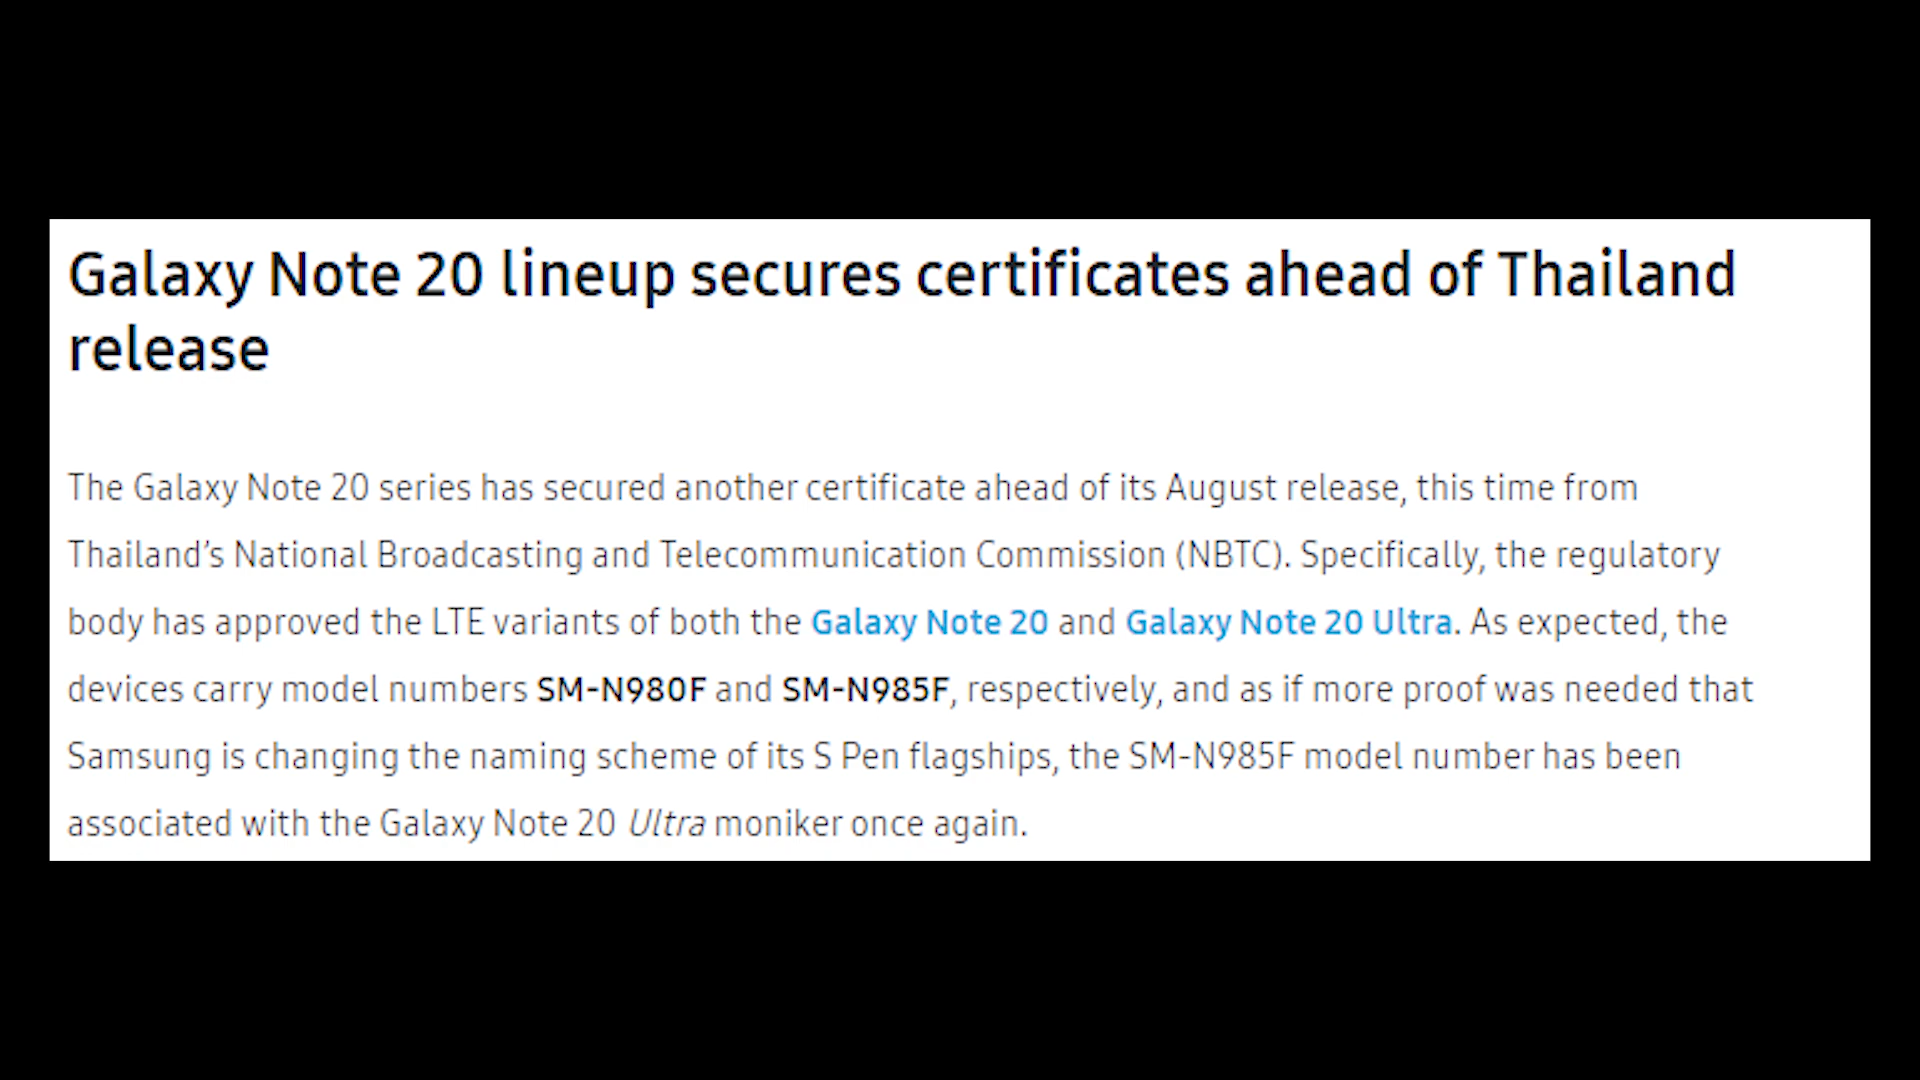 Galaxy Note 20 lineup secures certificates ahead of Thailand
release
The Galaxy Note 20 series has secured another certificate ahead of its August release, this time from
Thailand’s National Broadcasting and Telecommunication Commission (NBTC). Specifically, the regulatory
body has approved the LTE variants of both the Galaxy Note 20 and Galaxy Note 20 Ultra. As expected, the
devices carry model numbers SM-N980F and SM-N985F, respectively, and as if more proof was needed that
Samsung is changing the naming scheme of its S Pen flagships, the SM-N985F model number has been
associated with the Galaxy Note 20 Ultra moniker once again.